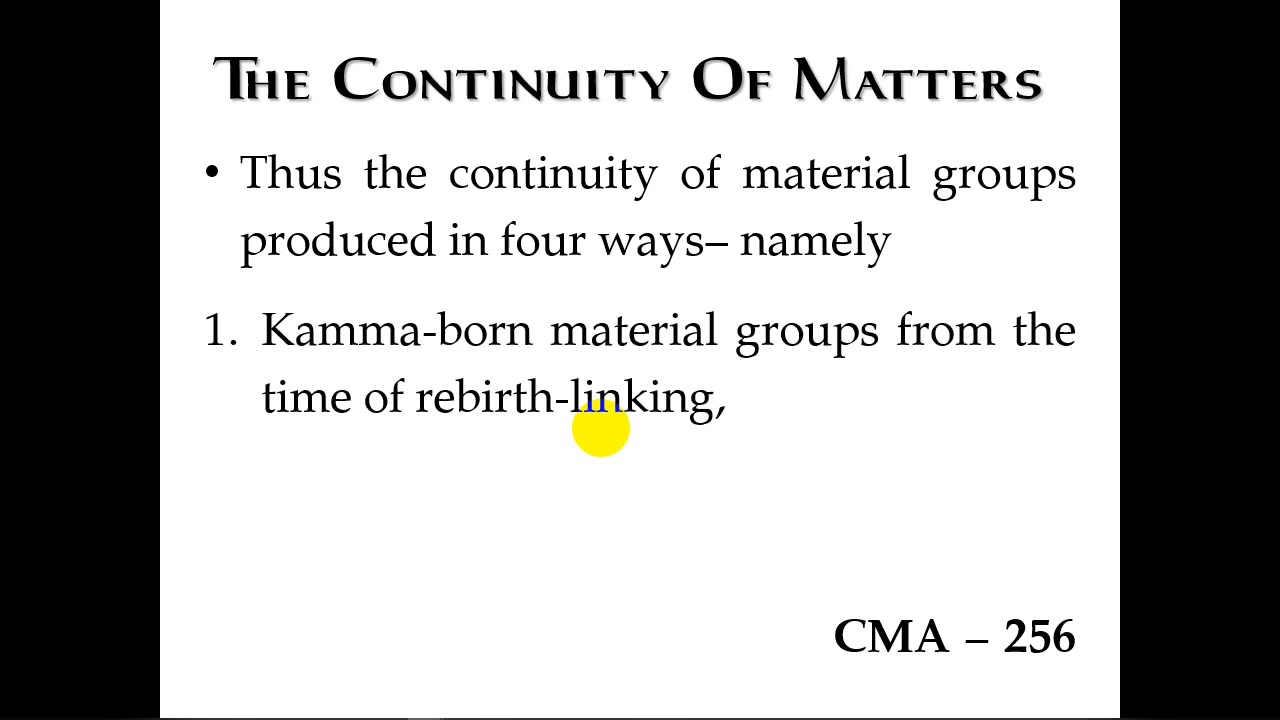 The Continuity Of Matters
• Thus the continuity of material groups
produced in four ways– namely
1. Kamma-born material groups from the
time of rebirth-linking,
CMA – 256